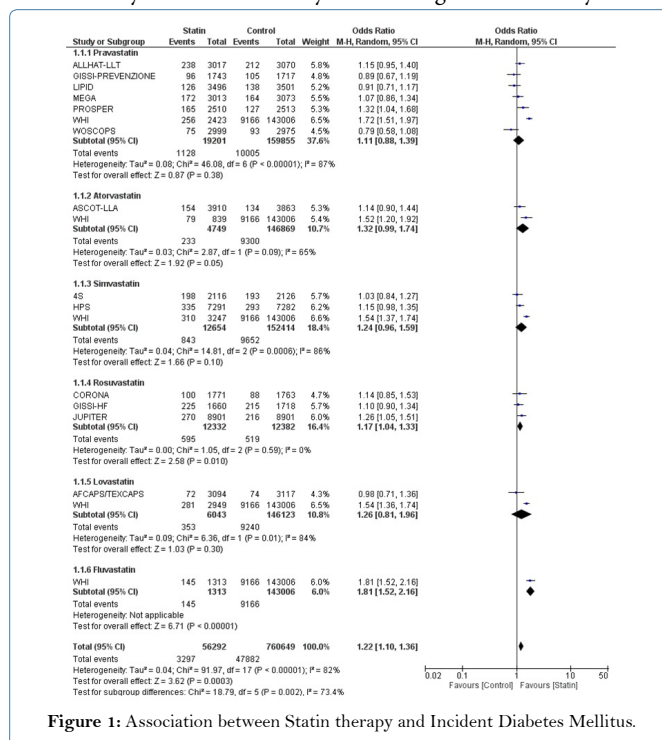 Statin Control Odds Ratio Odds Ratio
Study or Subgroup Events Total Events Total Weight M-H, Random, 95% CI M-H, Random, 95% CI
1.1.1 Pravastatin
ALLHAT-LLT 238 3017 212 3070 5.8% 1.15 [0.95, 1.40]
GISSI-PREVENZIONE 96 1743 105 1717 4.9% 0.89 [0.67, 1.19]
LIPID 126 3496 138 3501 5.2% 0.91 [0.71, 1.17]
MEGA 172 3013 164 3073 5.5% 1.07 [0.86, 1.34]
PROSPER 165 2510 127 2513 5.3% 1.32 [1.04, 1.68]
WHI 256 2423 9166 143006 6.5% 1.72 [1.51, 1.97]
WOSCOPS 75 2999 93 2975 4.5% 0.79 [0.58, 1.08]
Subtotal (95% CI) 19201 159855 37.6% 1.11 [0.88, 1.39]
Total events 1128 10005
Heterogeneity: Tau² = 0.08; Chi² = 46.08, df = 6 (P < 0.00001); I² = 87%
Test for overall effect: Z = 0.87 (P = 0.38)
1.1.2 Atorvastatin
ASCOT-LLA 154 3910 134 3863 5.3% 1.14 [0.90, 1.44]
WHI 79 839 9166 143006 5.4% 1.52 [1.20, 1.92]
Subtotal (95% CI) 4749 146869 10.7% 1.32 [0.99, 1.74]
Total events 233 9300
Heterogeneity: Tau² = 0.03; Chi² = 2.87, df = 1 (P = 0.09); I² = 65%
Test for overall effect: Z = 1.92 (P = 0.05)
1.1.3 Simvastatin
4S 198 2116 193 2126 5.7% 1.03 [0.84, 1.27]
HPS 335 7291 293 7282 6.2% 1.15 [0.98, 1.35]
WHI 310 3247 9166 143006 6.6% 1.54 [1.37, 1.74]
Subtotal (95% CI) 12654 152414 18.4% 1.24 [0.96, 1.59]
Total events 843 9652
Heterogeneity: Tau² = 0.04; Chi² = 14.81, df = 2 (P = 0.0006); I² = 86%
Test for overall effect: Z = 1.66 (P = 0.10)
1.1.4 Rosuvastatin
CORONA 100 1771 88 1763 4.7% 1.14 [0.85, 1.53]
GISSI-HF 225 1660 215 1718 5.7% 1.10 [0.90, 1.34]
JUPITER 270 8901 216 8901 6.0% 1.26 [1.05, 1.51]
Subtotal (95% CI) 12332 12382 16.4% 1.17 [1.04, 1.33]
Total events 595 519
Heterogeneity: Tau² = 0.00; Chi² = 1.05, df = 2 (P = 0.59); I² = 0%
Test for overall effect: Z = 2.58 (P = 0.010)
1.1.5 Lovastatin
AFCAPS/TEXCAPS 72 3094 74 3117 4.3% 0.98 [0.71, 1.36]
WHI 281 2949 9166 143006 6.5% 1.54 [1.36, 1.74]
Subtotal (95% CI) 6043 146123 10.8% 1.26 [0.81, 1.96]
Total events 353 9240
Heterogeneity: Tau² = 0.09; Chi² = 6.36, df = 1 (P = 0.01); I² = 84%
Test for overall effect: Z = 1.03 (P = 0.30)
1.1.6 Fluvastatin
WHI 145 1313 9166 143006 6.0% 1.81 [1.52, 2.16]
Subtotal (95% CI) 1313 143006 6.0% 1.81 [1.52, 2.16]
Total events 145 9166
Heterogeneity: Not applicable
Test for overall effect: Z = 6.71 (P < 0.00001)
Total (95% CI) 56292 760649 100.0% 1.22 [1.10, 1.36]
Total events 3297 47882
Heterogeneity: Tau² = 0.04; Chi² = 91.97, df = 17 (P < 0.00001); I² = 82%
Test for overall effect: Z = 3.62 (P = 0.0003)
Test for subgroup differences: Chi² = 18.79, df = 5 (P = 0.002), I² = 73.4%
0.02 0.1 1 10 50
Favours [Control] Favours [Statin]
Figure 1: Association between Statin therapy and Incident Diabetes Mellitus.